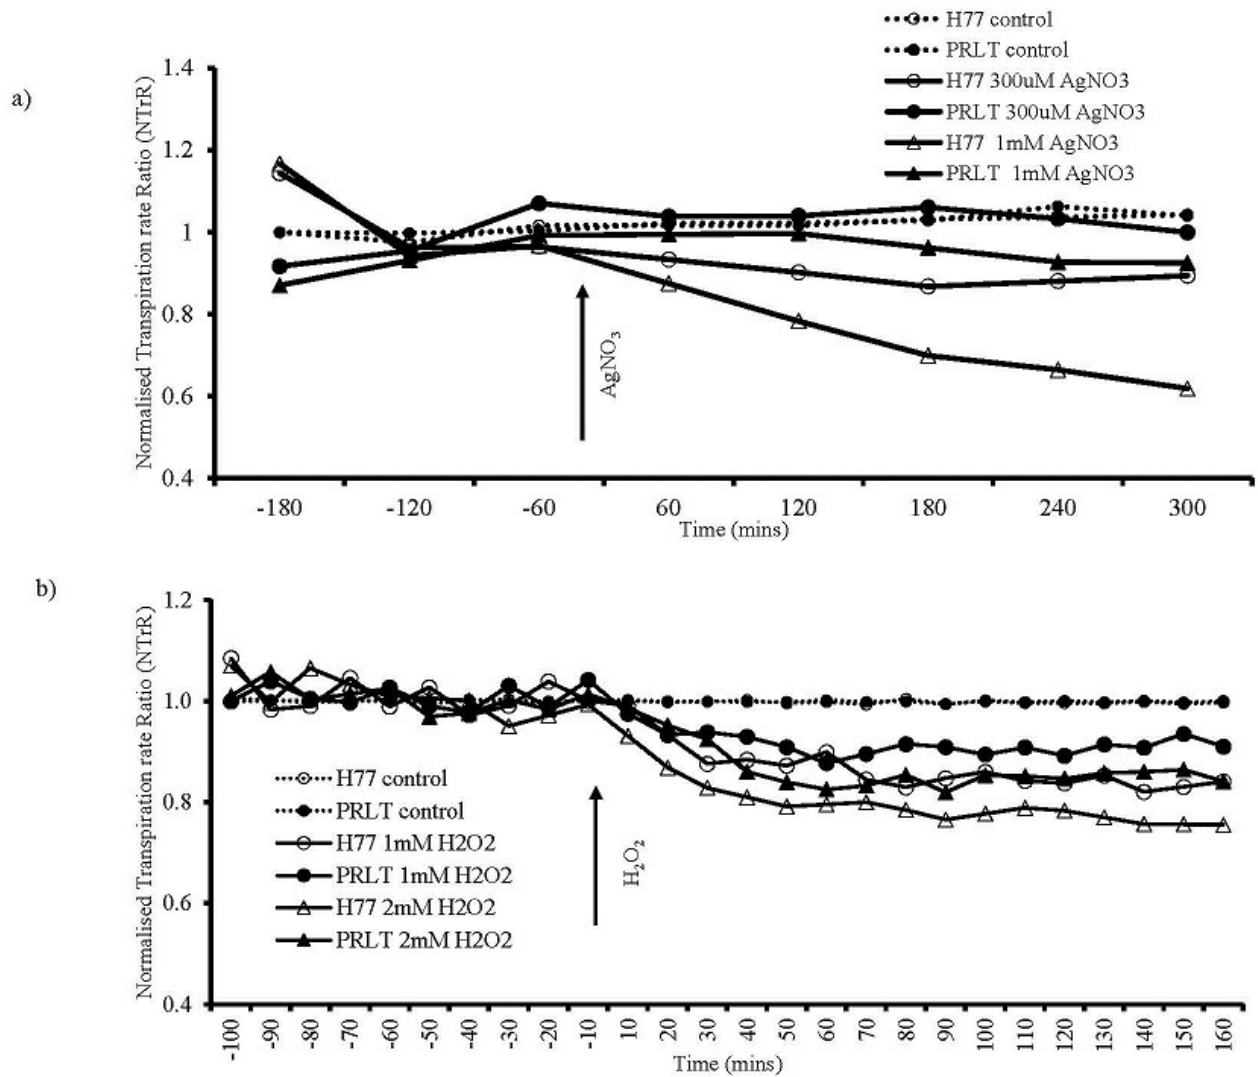 a)
H77 control
PRLT control
H77 300uM AgNO3
PRLT 300uM AgNO3
H77 1mM AgNO3
PRLT 1mM AgNO3
Normalised Transpiration rate Ratio (NTrR)
1.4
1.2
1
0.8
0.6
0.4
AgNO3
-180 -120 -60 60 120 180 240 300
Time (mins)
b)
Normalised Transpiration rate Ratio (NTrR)
1.2
1.0
0.8
0.6
0.4
H77 control
PRLT control
H77 1mM H2O2
PRLT 1mM H2O2
H77 2mM H2O2
PRLT 2mM H2O2
H2O2
-100 -90 -80 -70 -60 -50 -40 -30 -20 -10 10 20 30 40 50 60 70 80 90 100 110 120 130 140 150 160
Time (mins)